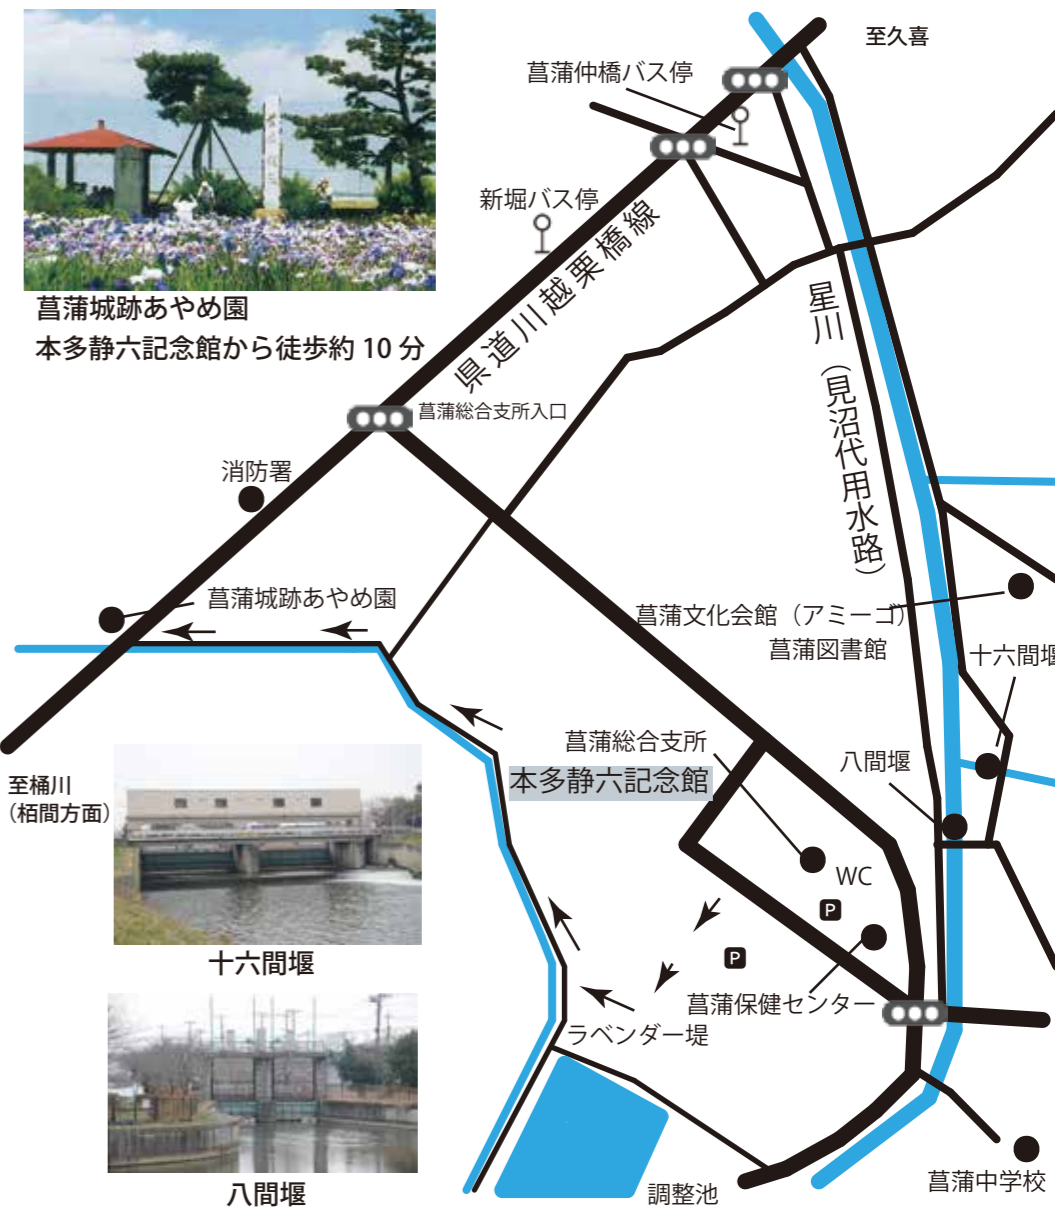 至久喜
菖蒲仲橋バス停
新堀バス停
県道川越栗橋線
菖蒲城跡あやめ園
本多静六記念館から徒歩約 10 分
星川（見沼代用水路）
菖蒲総合支所入口
消防署
菖蒲城跡あやめ園
菖蒲文化会館（アミーゴ）
菖蒲図書館
十六間堰
菖蒲総合支所
本多静六記念館
八間堰
至桶川
（栢間方面）
WC
P
P
十六間堰
菖蒲保健センター
ラベンダー堤
八間堰
調整池
菖蒲中学校